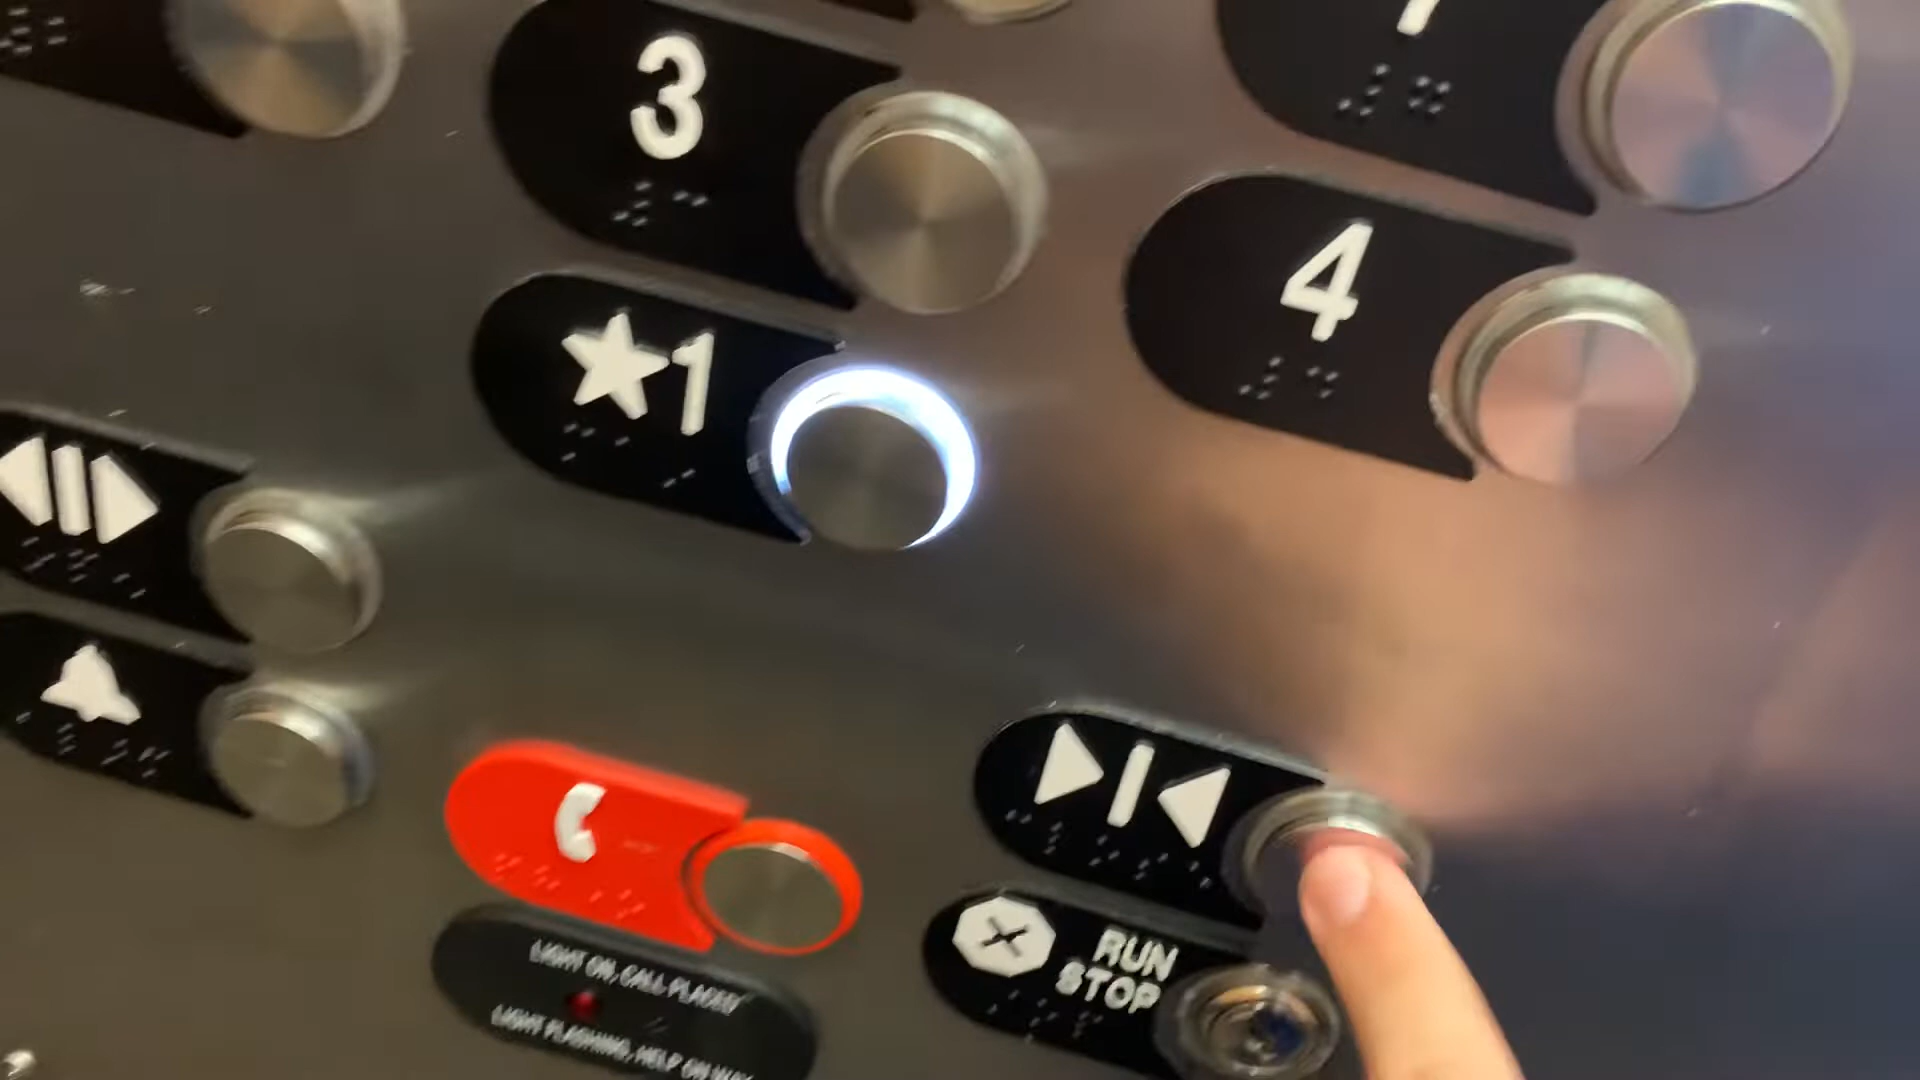 3
★1
4
RUN
STOP
LIGHT ON, CALL PLACED
LIGHT FLASHING, HELP ON WAY